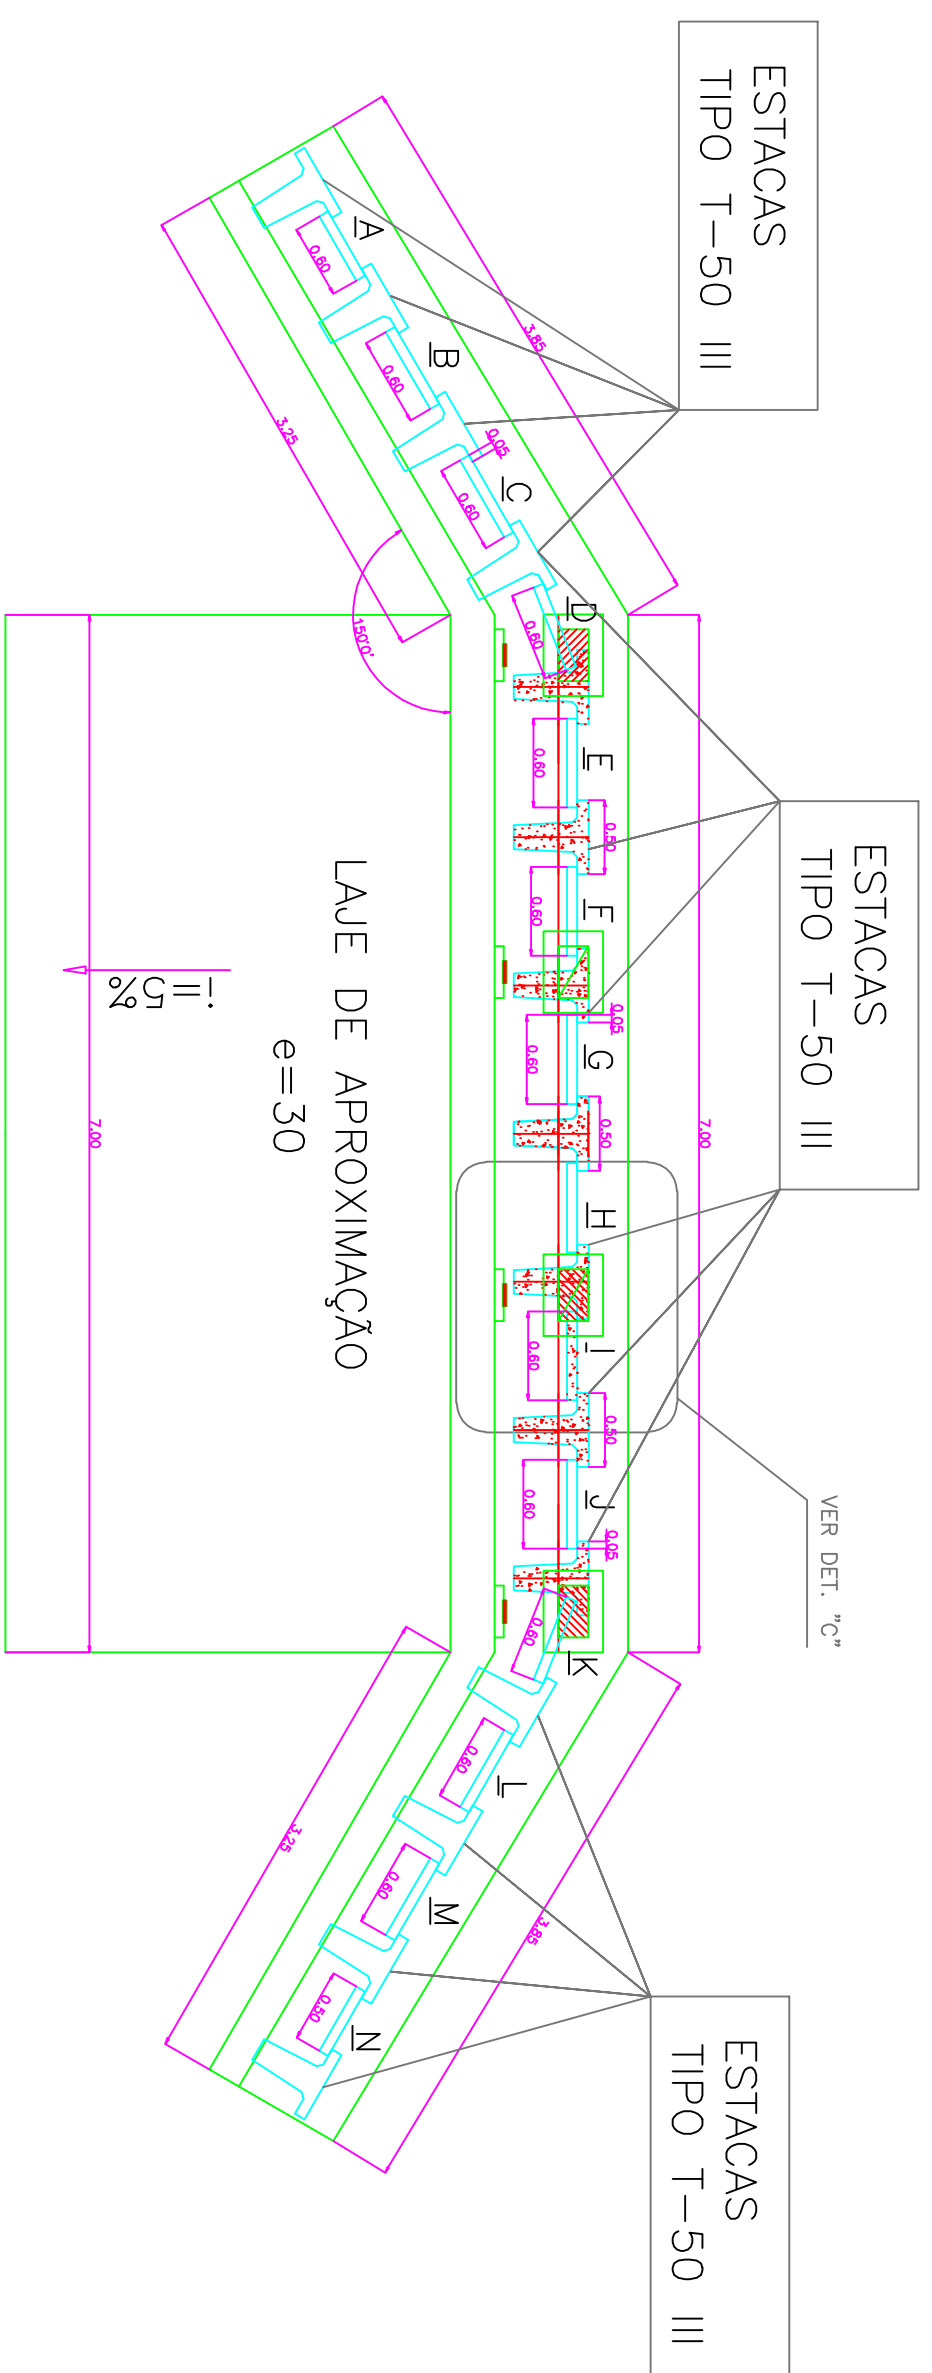 ESTACAS
TIPO T-50 III
ESTACAS
TIPO T-50 III
ESTACAS
TIPO T-50 III
VER DET. "C"
3.85
7.00
3.85
A
B
C
D
E
F
G
H
I
J
K
L
M
N
0.05
0.50
0.05
0.50
0.50
0.05
0.60
0.60
0.60
0.60
0.60
0.60
0.60
0.60
0.60
0.60
0.60
0.60
0.50
3.25
150°0'
3.25
LAJE DE APROXIMAÇÃO
e=30
i=5%
7.00